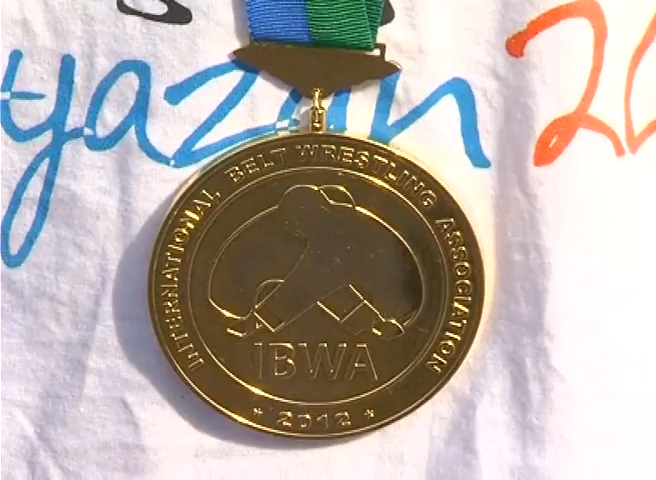 yazan 20
INTERNATIONAL BELT WRESTLING ASSOCIATION
IBWA
* 2012 *